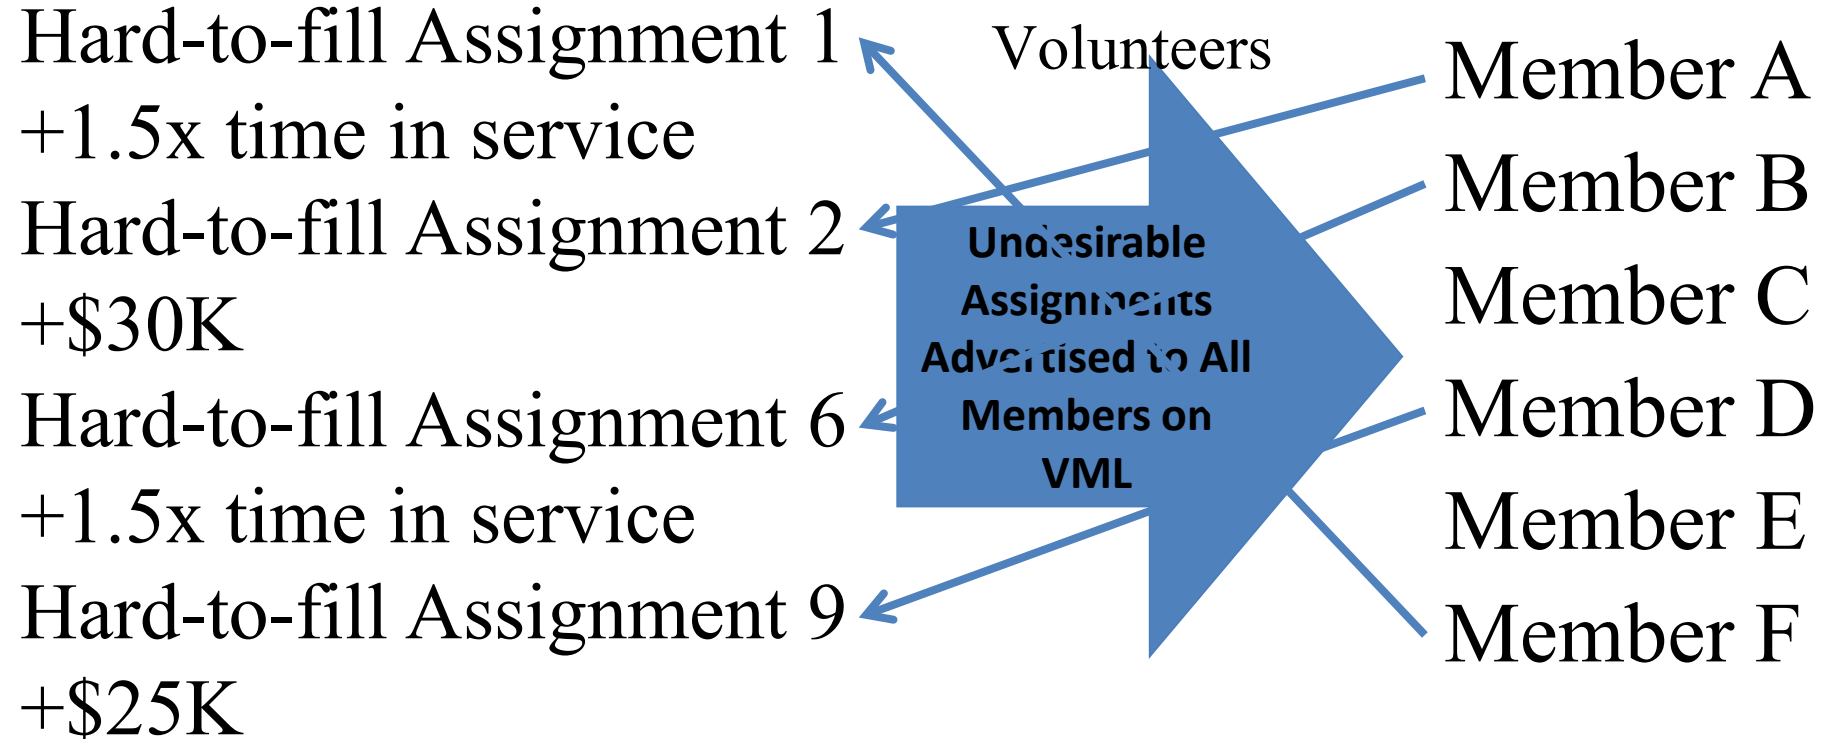 Hard-to-fill Assignment 1
+1.5x time in service
Hard-to-fill Assignment 2
+$30K
Hard-to-fill Assignment 6
+1.5x time in service
Hard-to-fill Assignment 9
+$25K
Volunteers
Undesirable
Assignments
Advertised to All
Members on
VML
Member A
Member B
Member C
Member D
Member E
Member F